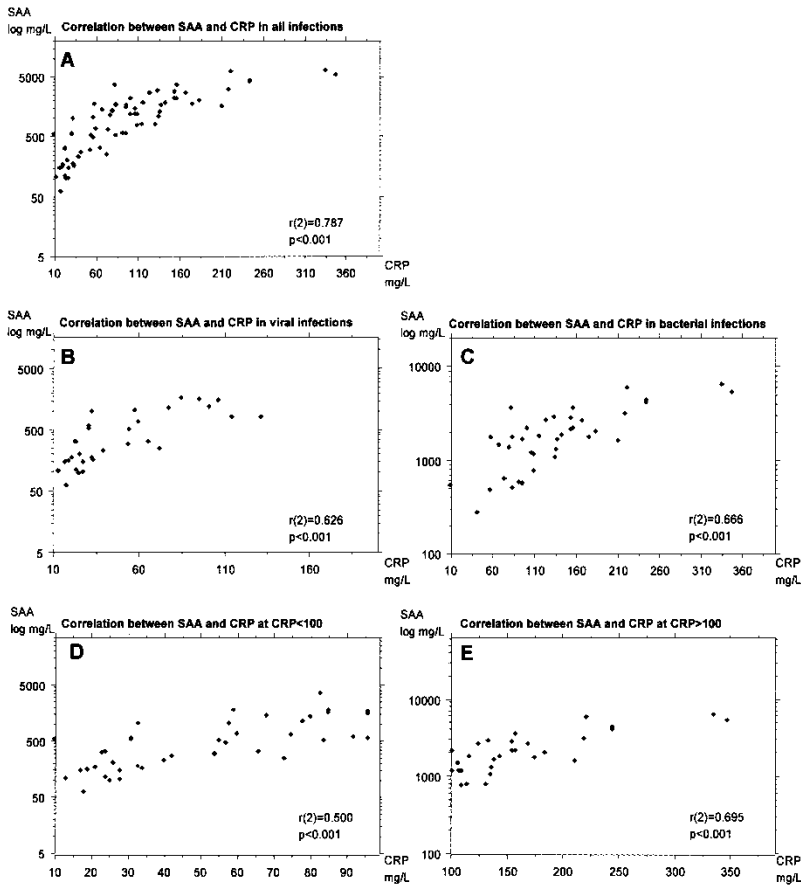 SAA
log mg/L
Correlation between SAA and CRP in all infections
A
5000
500
50
5
r(2)=0.787
p<0.001
10 60 110 160 210 260 310 360
CRP
mg/L
SAA
log mg/L
Correlation between SAA and CRP in viral infections
B
5000
500
50
5
r(2)=0.626
p<0.001
10 60 110 160
CRP
mg/L
SAA
log mg/L
Correlation between SAA and CRP in bacterial infections
C
10000
1000
100
r(2)=0.666
p<0.001
10 60 110 160 210 260 310 360
CRP
mg/L
SAA
log mg/L
Correlation between SAA and CRP at CRP<100
D
5000
500
50
5
r(2)=0.500
p<0.001
10 20 30 40 50 60 70 80 90
CRP
mg/L
SAA
log mg/L
Correlation between SAA and CRP at CRP>100
E
10000
1000
100
r(2)=0.695
p<0.001
100 150 200 250 300 350
CRP
mg/L